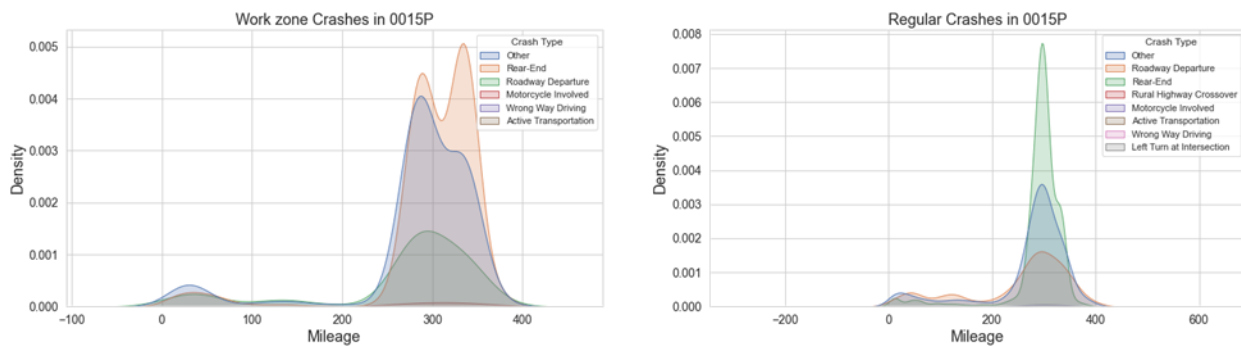 Work zone Crashes in 0015P
Crash Type
Other
Rear-End
Roadway Departure
Motorcycle Involved
Wrong Way Driving
Active Transportation
0.005
0.004
0.003
0.002
0.001
0.000
Density
−100 0 100 200 300 400
Mileage
Regular Crashes in 0015P
Crash Type
Other
Roadway Departure
Rear-End
Rural Highway Crossover
Motorcycle Involved
Active Transportation
Wrong Way Driving
Left Turn at Intersection
0.008
0.007
0.006
0.005
0.004
0.003
0.002
0.001
0.000
Density
−200 0 200 400 600
Mileage